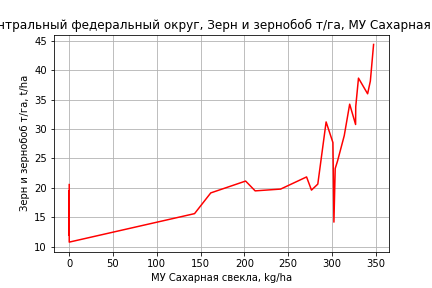 нтральный федеральный округ, Зерн и зернобоб т/га, МУ Сахарная
45
40
35
30
25
20
15
10
Зерн и зернобоб т/га, t/ha
0 50 100 150 200 250 300 350
МУ Сахарная свекла, kg/ha